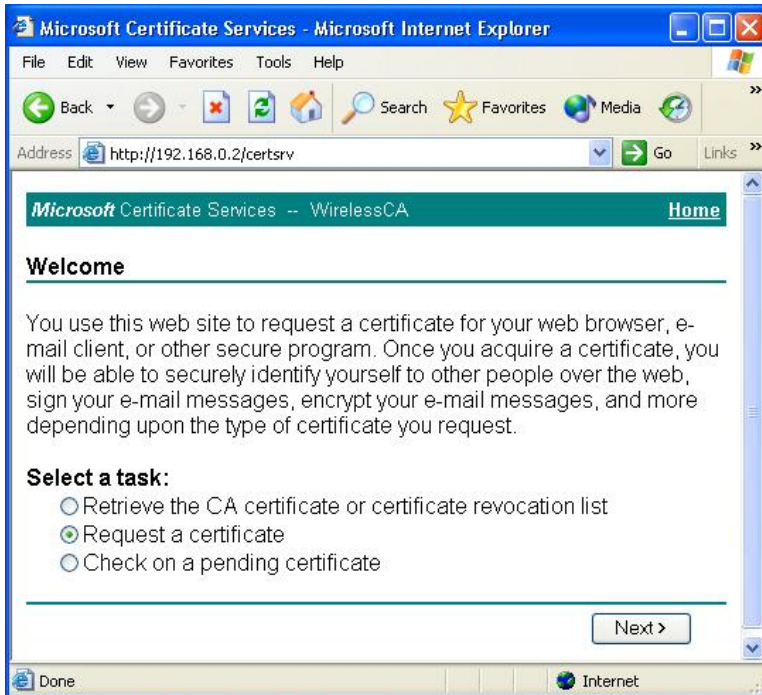 Microsoft Certificate Services - Microsoft Internet Explorer
File Edit View Favorites Tools Help
Back Search Favorites Media »
Address http://192.168.0.2/certsrv Go Links »
Microsoft Certificate Services -- WirelessCA Home
Welcome
You use this web site to request a certificate for your web browser, e-
mail client, or other secure program. Once you acquire a certificate, you
will be able to securely identify yourself to other people over the web,
sign your e-mail messages, encrypt your e-mail messages, and more
depending upon the type of certificate you request.
Select a task:
Retrieve the CA certificate or certificate revocation list
Request a certificate
Check on a pending certificate
Next >
Done Internet